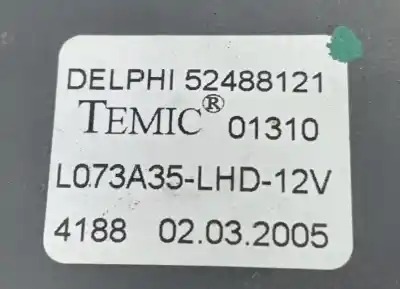 DELPHI 52488121
TEMIC® 01310
L073A35-LHD-12V
4188 02.03.2005